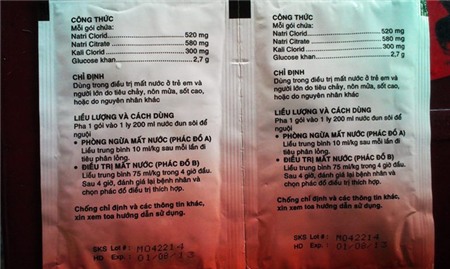 CÔNG THỨC
Mỗi gói chứa:
Natri Clorid..............................520 mg
Natri Citrate.............................580 mg
Kali Clorid................................300 mg
Glucose khan...........................2,7 g
CHỈ ĐỊNH
Dùng trong điều trị mất nước ở trẻ em và
người lớn do tiêu chảy, nôn mửa, sốt cao,
hoặc do nguyên nhân khác
LIỀU LƯỢNG VÀ CÁCH DÙNG
Pha 1 gói vào 1 ly 200 ml nước đun sôi để
nguội
• PHÒNG NGỪA MẤT NƯỚC (PHÁC ĐỒ A)
Liều trung bình 10 ml/kg sau mỗi lần đi
tiêu phân lỏng.
• ĐIỀU TRỊ MẤT NƯỚC (PHÁC ĐỒ B)
Liều trung bình 75 ml/kg trong 4 giờ đầu.
Sau 4 giờ, đánh giá lại bệnh nhân và
chọn phác đồ điều trị thích hợp.
Chống chỉ định và các thông tin khác,
xin xem toa hướng dẫn sử dụng.
SKS Lot # : M042214
HD Exp. : 01/08/13
CÔNG THỨC
Mỗi gói chứa:
Natri Clorid..............................520 mg
Natri Citrate.............................580 mg
Kali Clorid................................300 mg
Glucose khan...........................2,7 g
CHỈ ĐỊNH
Dùng trong điều trị mất nước ở trẻ em và
người lớn do tiêu chảy, nôn mửa, sốt cao,
hoặc do nguyên nhân khác
LIỀU LƯỢNG VÀ CÁCH DÙNG
Pha 1 gói vào 1 ly 200 ml nước đun sôi để
nguội
• PHÒNG NGỪA MẤT NƯỚC (PHÁC ĐỒ A)
Liều trung bình 10 ml/kg sau mỗi lần đi
tiêu phân lỏng.
• ĐIỀU TRỊ MẤT NƯỚC (PHÁC ĐỒ B)
Liều trung bình 75 ml/kg trong 4 giờ đầu.
Sau 4 giờ, đánh giá lại bệnh nhân và
chọn phác đồ điều trị thích hợp.
Chống chỉ định và các thông tin khác,
xin xem toa hướng dẫn sử dụng.
SKS Lot # : M042214
HD Exp. : 01/08/13